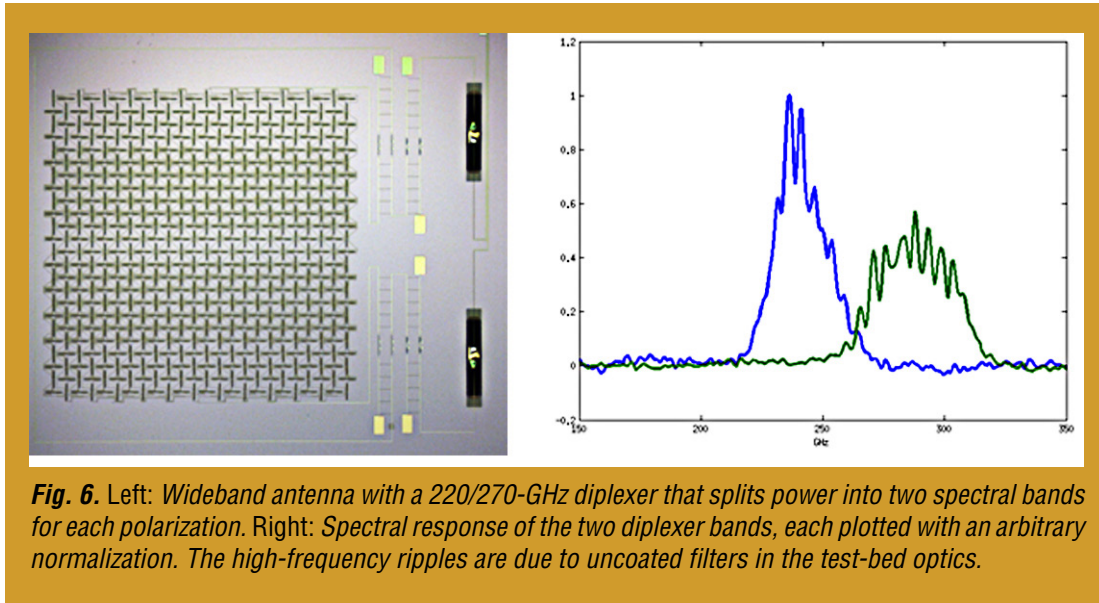 1.2
1
0.8
0.6
0.4
0.2
0
-0.2
150 200 250 300 350
GHz
Fig. 6. Left: Wideband antenna with a 220/270-GHz diplexer that splits power into two spectral bands
for each polarization. Right: Spectral response of the two diplexer bands, each plotted with an arbitrary
normalization. The high-frequency ripples are due to uncoated filters in the test-bed optics.